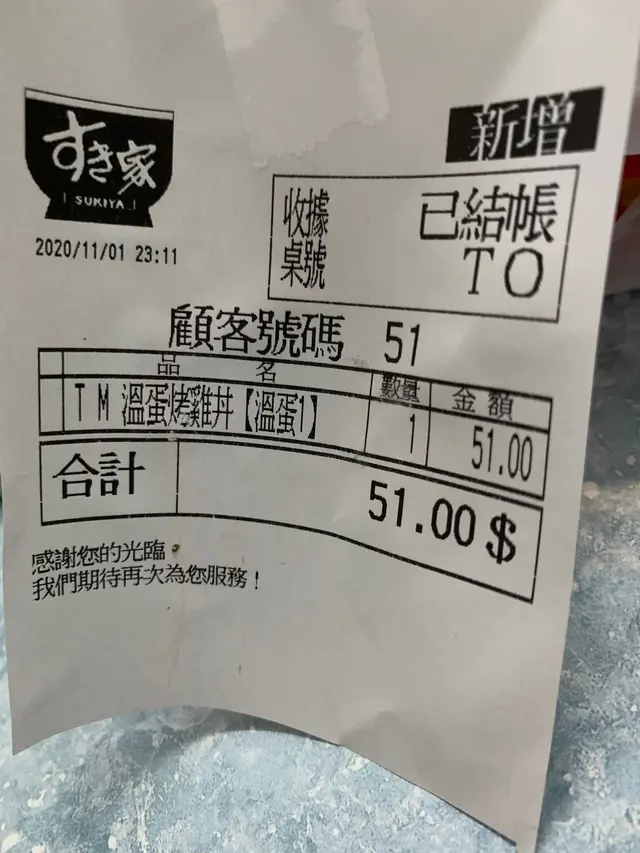 すき家
SUKIYA
新增
2020/11/01 23:11
收據 已結帳
桌號 TO
顧客號碼 51
品名 數量 金額
TM 溫蛋烤雞丼【溫蛋1】 1 51.00
合計 51.00$
感謝您的光臨。
我們期待再次為您服務！